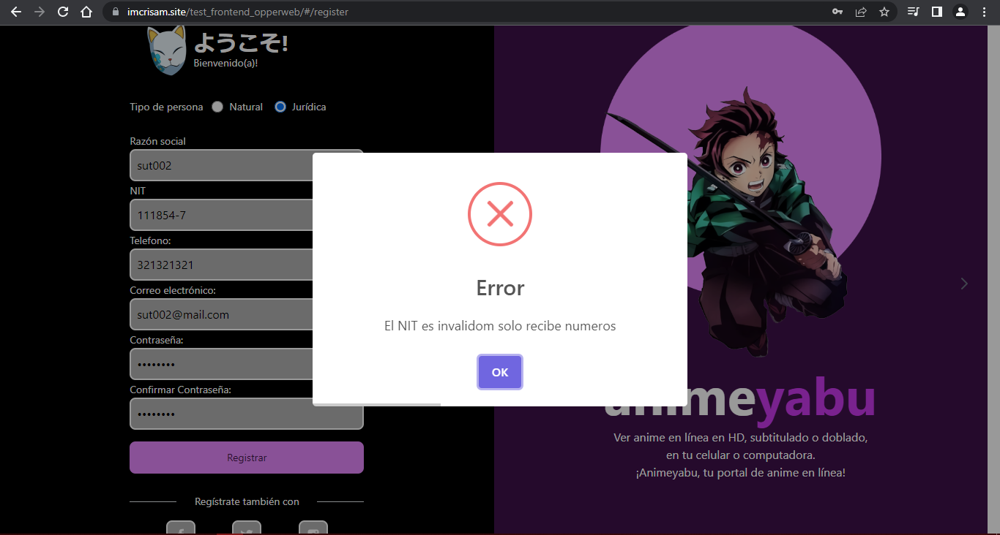 imcrisam.site/test_frontend_opperweb/#/register
ようこそ!
Bienvenido(a)!
Tipo de persona Natural Jurídica
Razón social
sut002
NIT
111854-7
Telefono:
321321321
Correo electrónico:
sut002@mail.com
Contraseña:
••••••••
Confirmar Contraseña:
••••••••
Registrar
Regístrate también con
Error
El NIT es invalidom solo recibe numeros
OK
animeyabu
Ver anime en línea en HD, subtitulado o doblado,
en tu celular o computadora.
¡Animeyabu, tu portal de anime en línea!